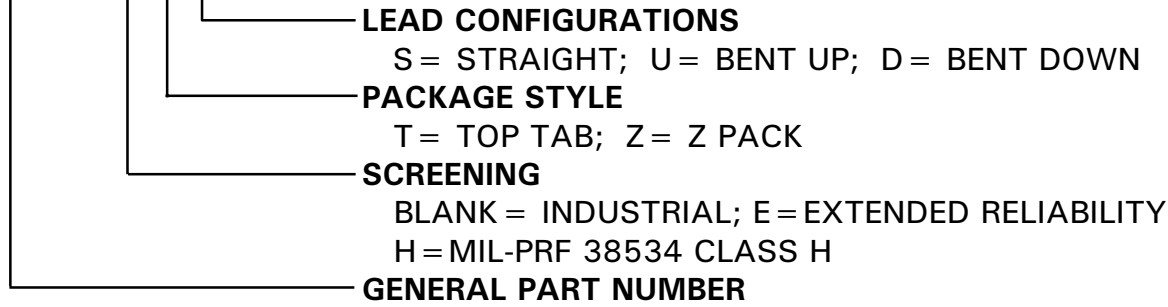 LEAD CONFIGURATIONS
S= STRAIGHT; U= BENT UP; D= BENT DOWN
PACKAGE STYLE
T= TOP TAB; Z= Z PACK
SCREENING
BLANK= INDUSTRIAL; E=EXTENDED RELIABILITY
H=MIL-PRF 38534 CLASS H
GENERAL PART NUMBER